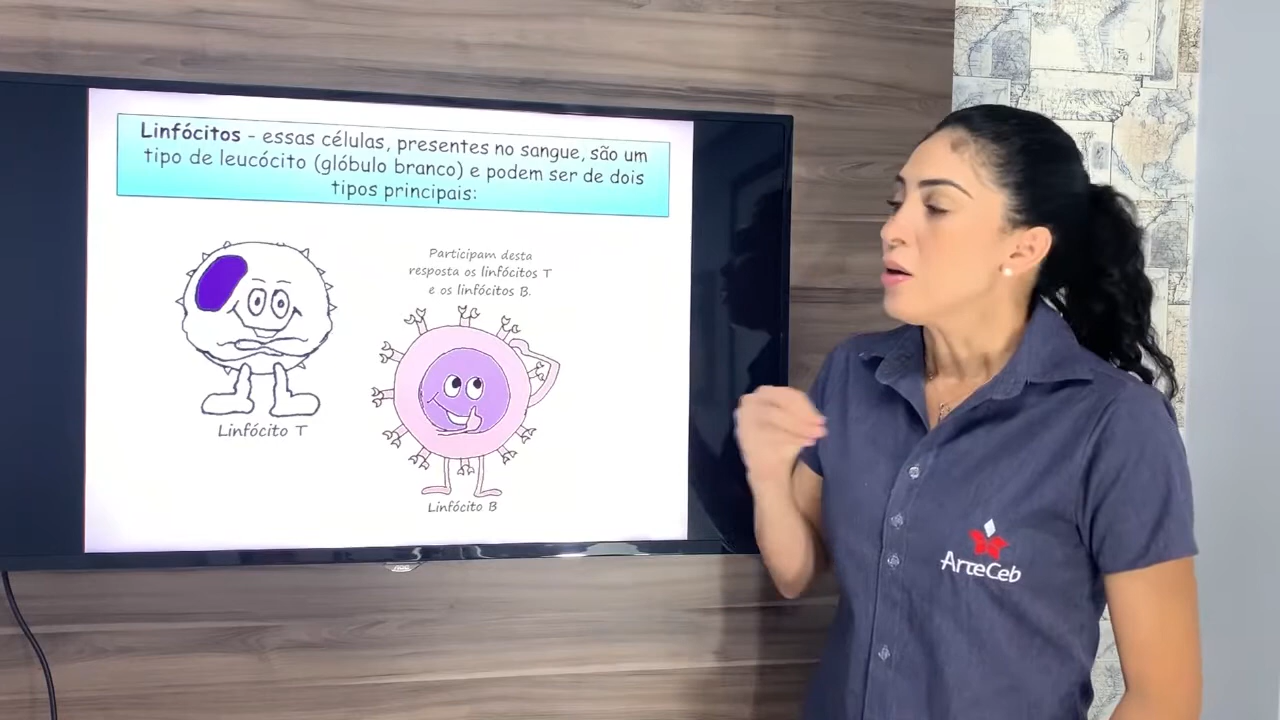 Linfócitos - essas células, presentes no sangue, são um
tipo de leucócito (glóbulo branco) e podem ser de dois
tipos principais:
Participam desta
resposta os linfócitos T
e os linfócitos B.
Linfócito T
Linfócito B
ArteCeb
AOC